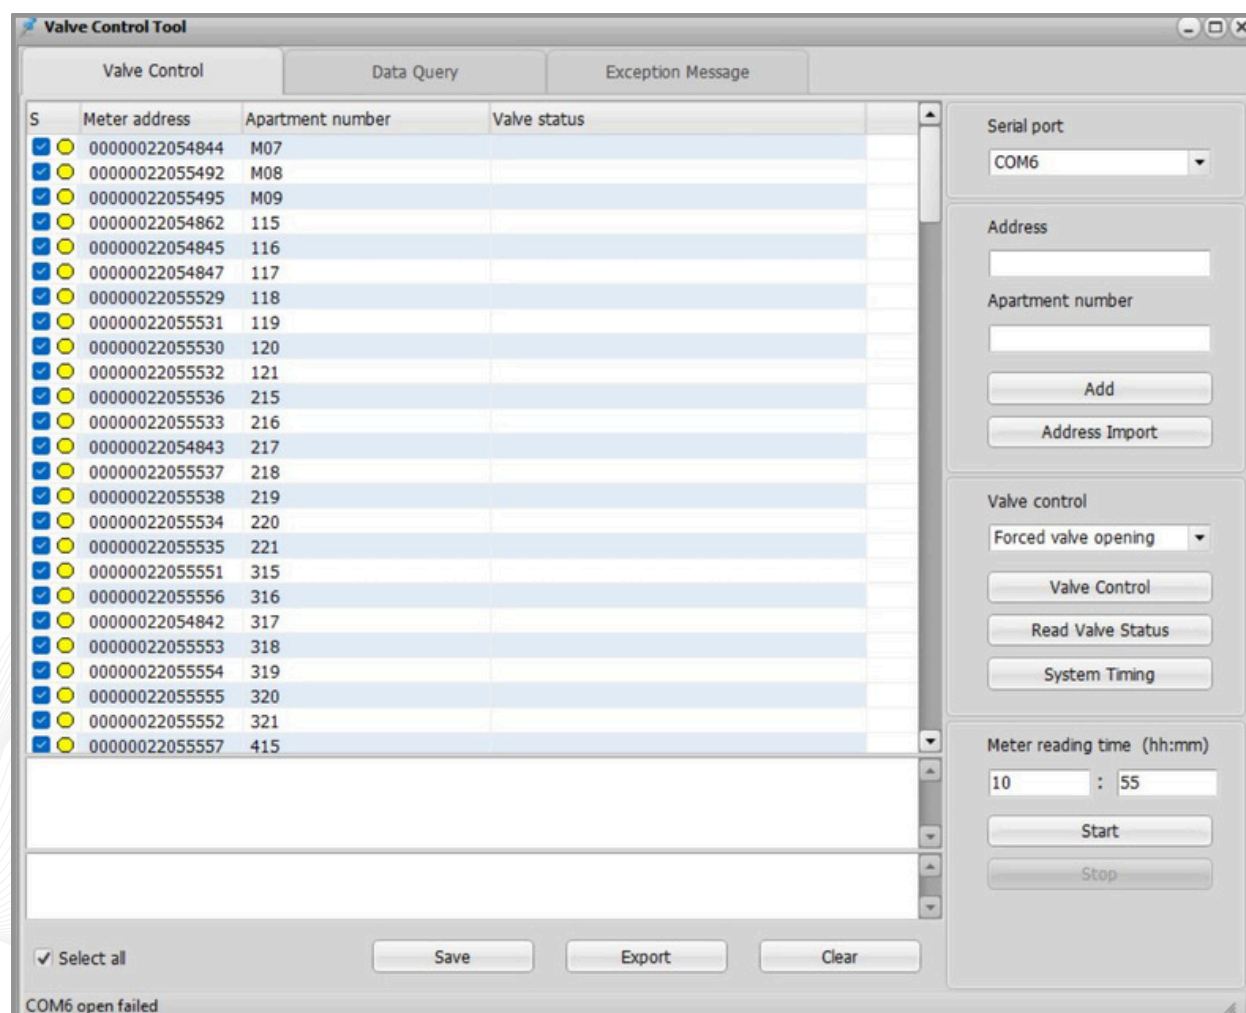 Valve Control Tool
Valve Control Data Query Exception Message
S Meter address Apartment number Valve status
00000022054844 M07
00000022055492 M08
00000022055495 M09
00000022054862 115
00000022054845 116
00000022054847 117
00000022055529 118
00000022055531 119
00000022055530 120
00000022055532 121
00000022055536 215
00000022055533 216
00000022054843 217
00000022055537 218
00000022055538 219
00000022055534 220
00000022055535 221
00000022055551 315
00000022055556 316
00000022054842 317
00000022055553 318
00000022055554 319
00000022055555 320
00000022055552 321
00000022055557 415
Select all Save Export Clear
COM6 open failed
Serial port
COM6
Address
Apartment number
Add
Address Import
Valve control
Forced valve opening
Valve Control
Read Valve Status
System Timing
Meter reading time (hh:mm)
10 : 55
Start
Stop